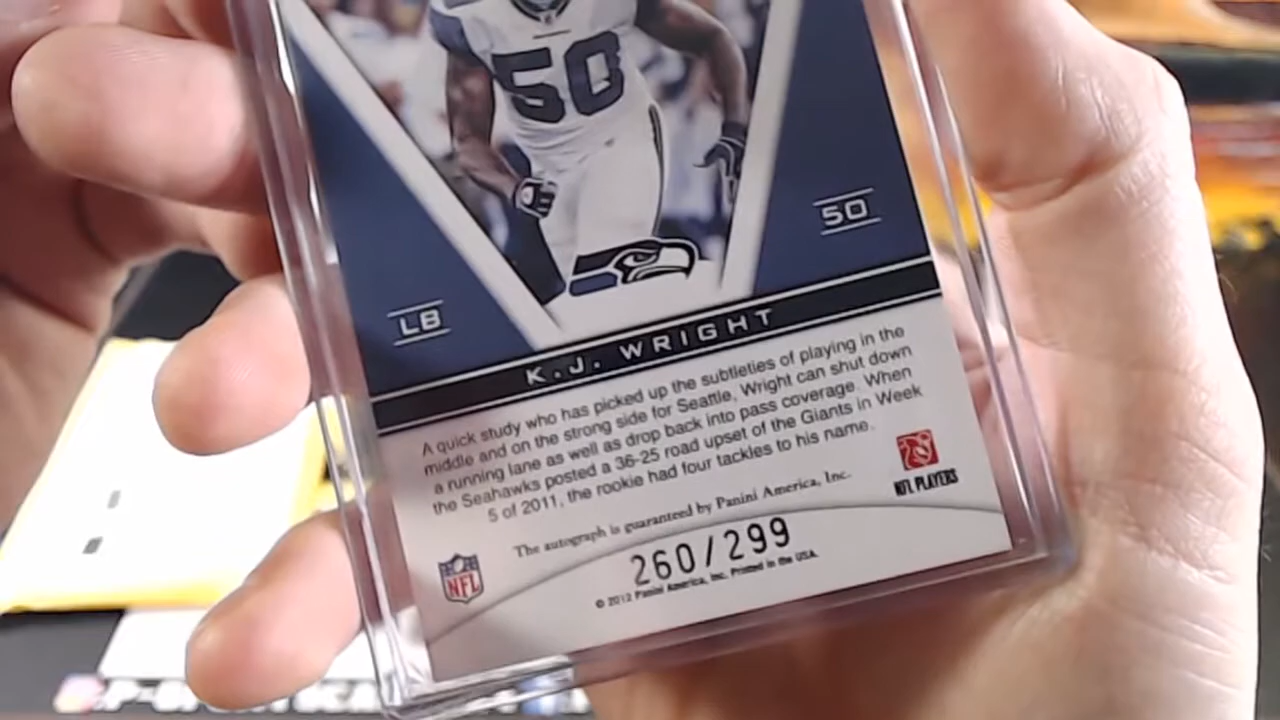 50
50
LB
K.J. WRIGHT
A quick study who has picked up the subtleties of playing in the
middle and on the strong side for Seattle, Wright can shut down
a running lane as well as drop back into pass coverage. When
the Seahawks posted a 36-25 road upset of the Giants in Week
5 of 2011, the rookie had four tackles to his name.
NFL PLAYERS
The autograph is guaranteed by Panini America, Inc.
NFL
260/299
© 2012 Panini America, Inc. Printed in the USA.